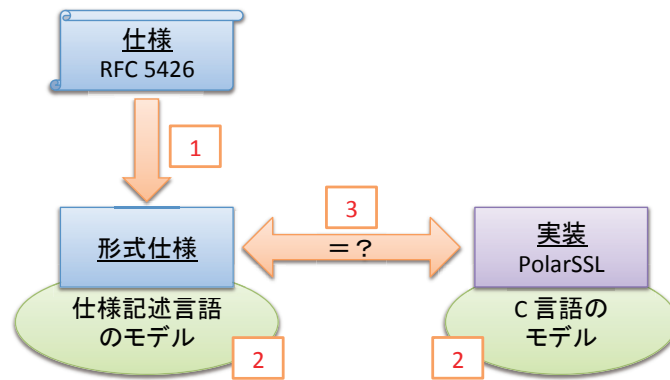 仕様
RFC 5426
1
3
形式仕様
=?
実装
PolarSSL
仕様記述言語
のモデル
2
C 言語の
モデル
2